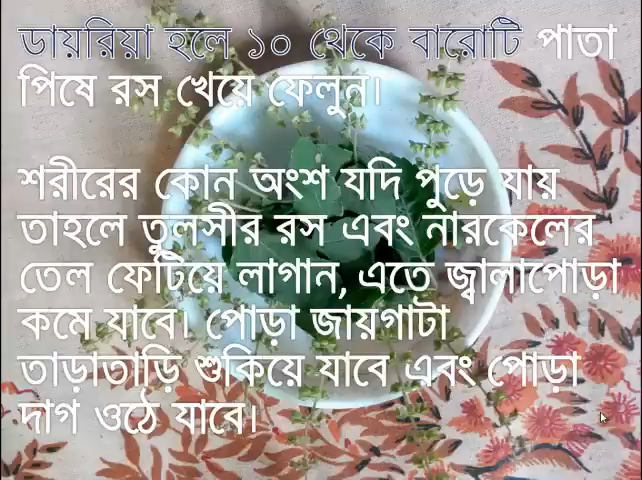 ডায়রিয়া হলে ১০ থেকে বারোটি পাতা
পিষে রস খেয়ে ফেলুন।
শরীরের কোন অংশ যদি পুড়ে যায়
তাহলে তুলসীর রস এবং নারকেলের
তেল ফেটিয়ে লাগান, এতে জ্বালাপোড়া
কমে যাবে। পোড়া জায়গাটা
তাড়াতাড়ি শুকিয়ে যাবে এবং পোড়া
দাগ ওঠে যাবে।